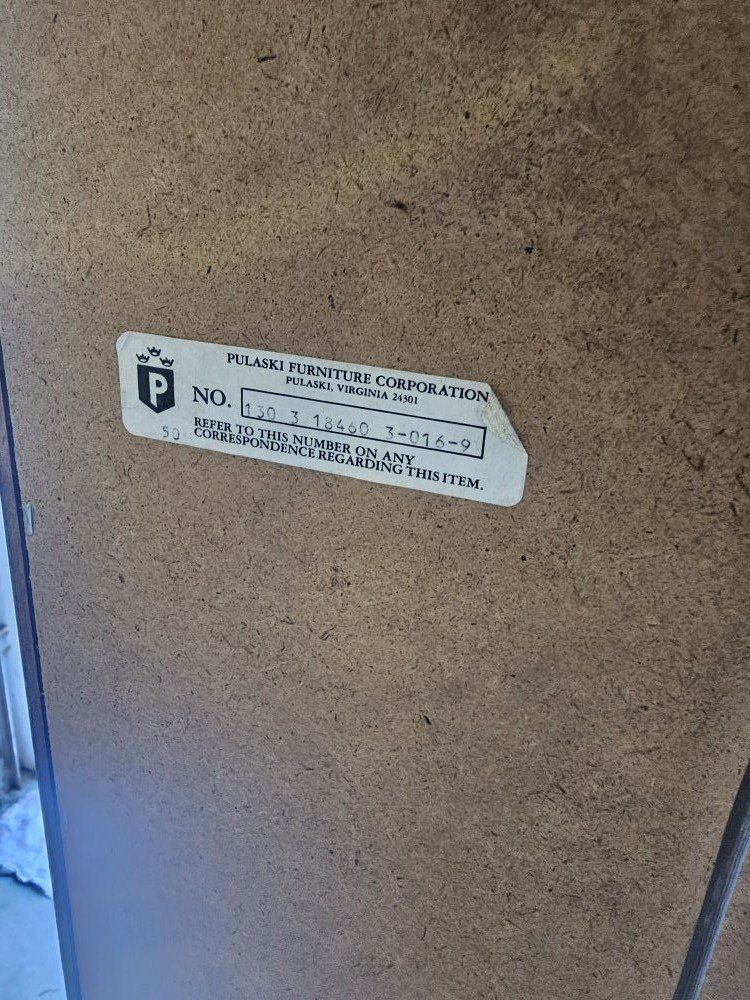 P
PULASKI FURNITURE CORPORATION
PULASKI, VIRGINIA 24301
NO. 130 3 18460 3-016-9
50
REFER TO THIS NUMBER ON ANY
CORRESPONDENCE REGARDING THIS ITEM.